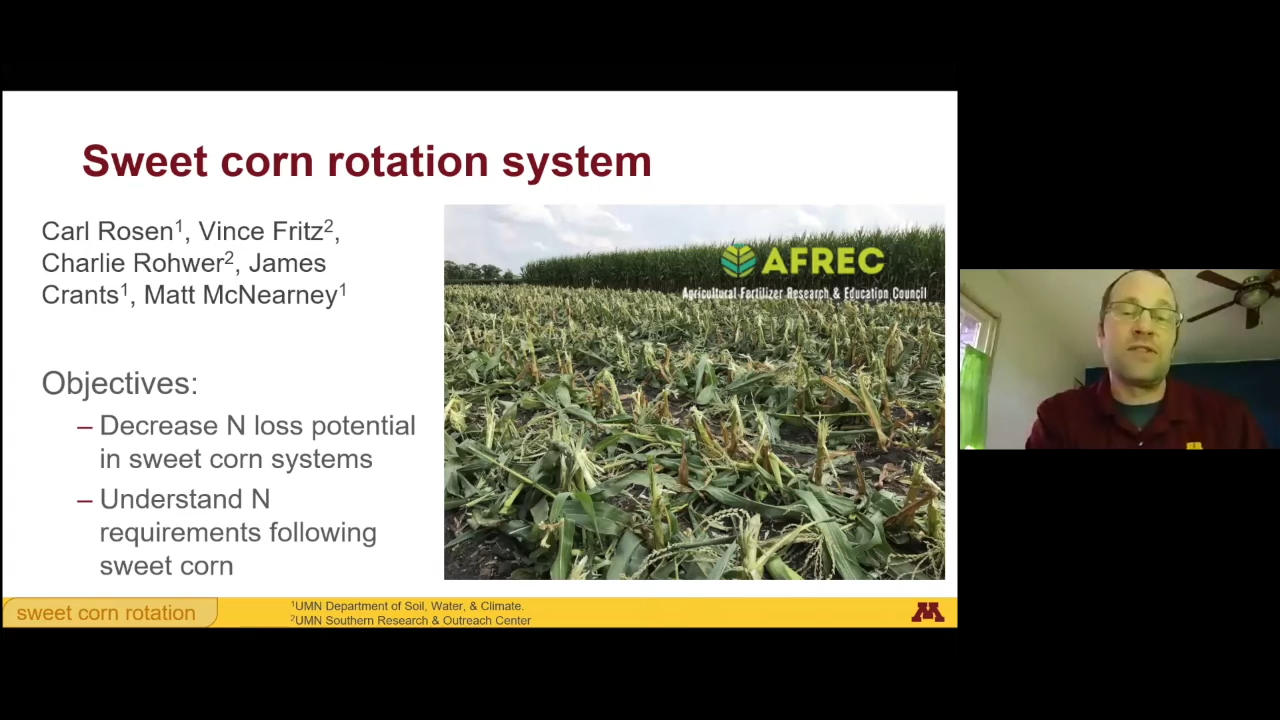 Sweet corn rotation system
Carl Rosen¹, Vince Fritz²,
Charlie Rohwer², James
Crants¹, Matt McNearney¹
Objectives:
– Decrease N loss potential
in sweet corn systems
– Understand N
requirements following
sweet corn
AFREC
Agricultural Fertilizer Research & Education Council
sweet corn rotation
¹UMN Department of Soil, Water, & Climate.
²UMN Southern Research & Outreach Center
M